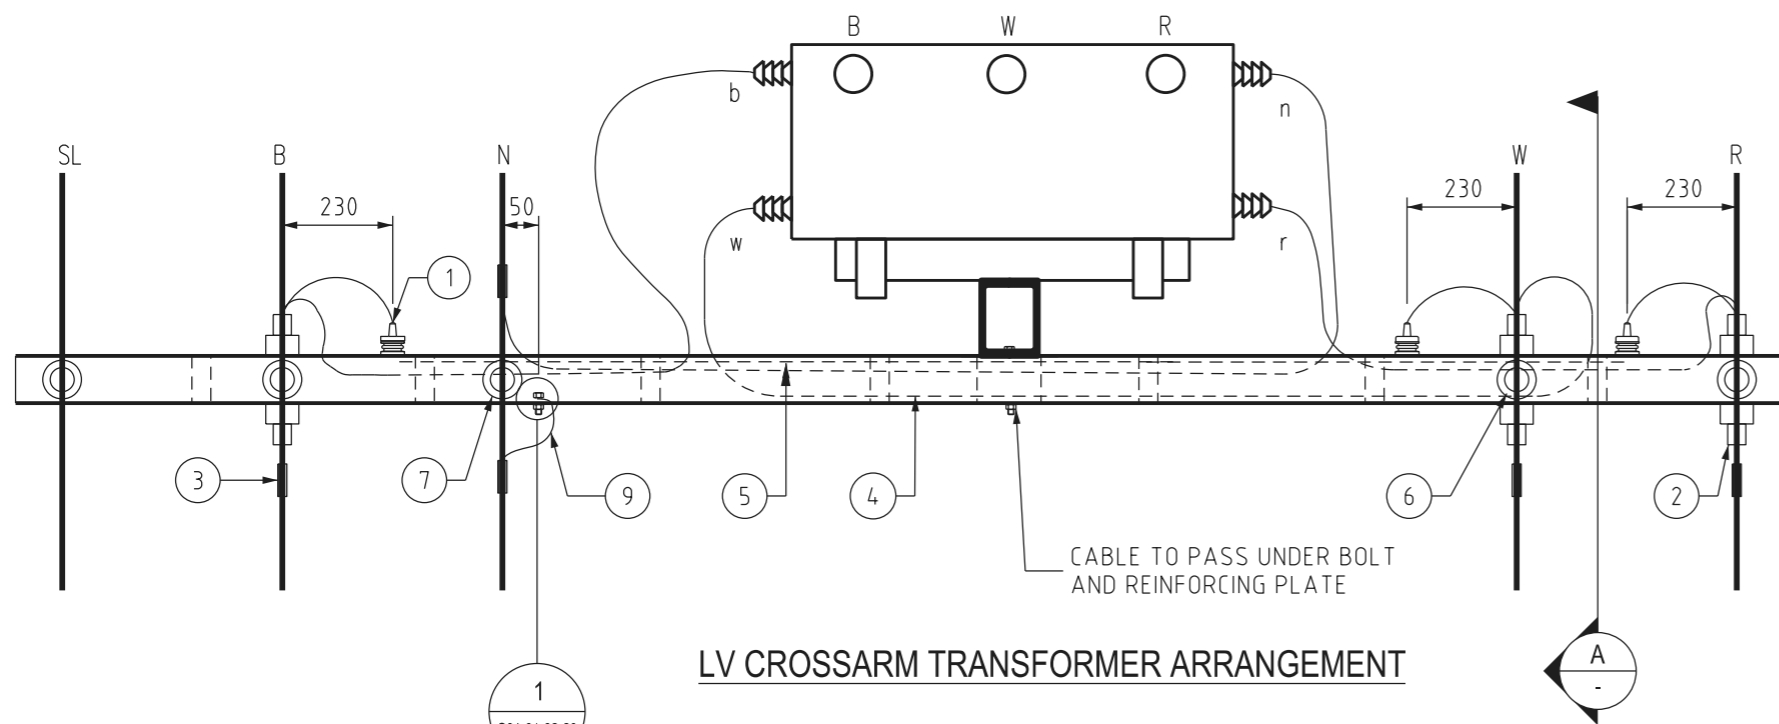 B W R
b n
SL B N W R
230 50 230 230
w r
1
3 7 9 5 4 6 2
CABLE TO PASS UNDER BOLT
AND REINFORCING PLATE
LV CROSSARM TRANSFORMER ARRANGEMENT
A
-
1